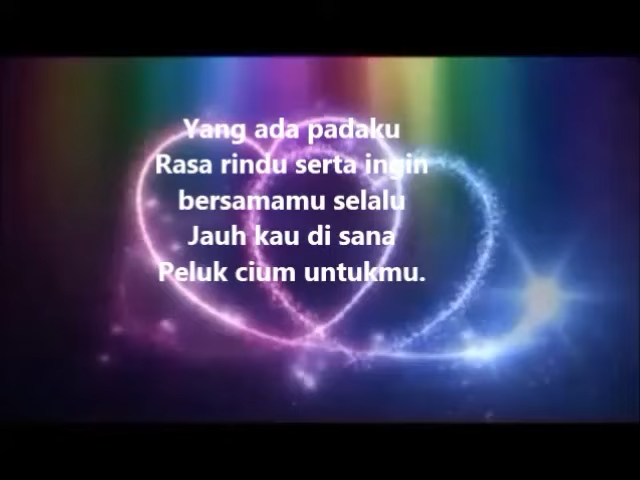 Yang ada padaku
Rasa rindu serta ingin
bersamamu selalu
Jauh kau di sana
Peluk cium untukmu.